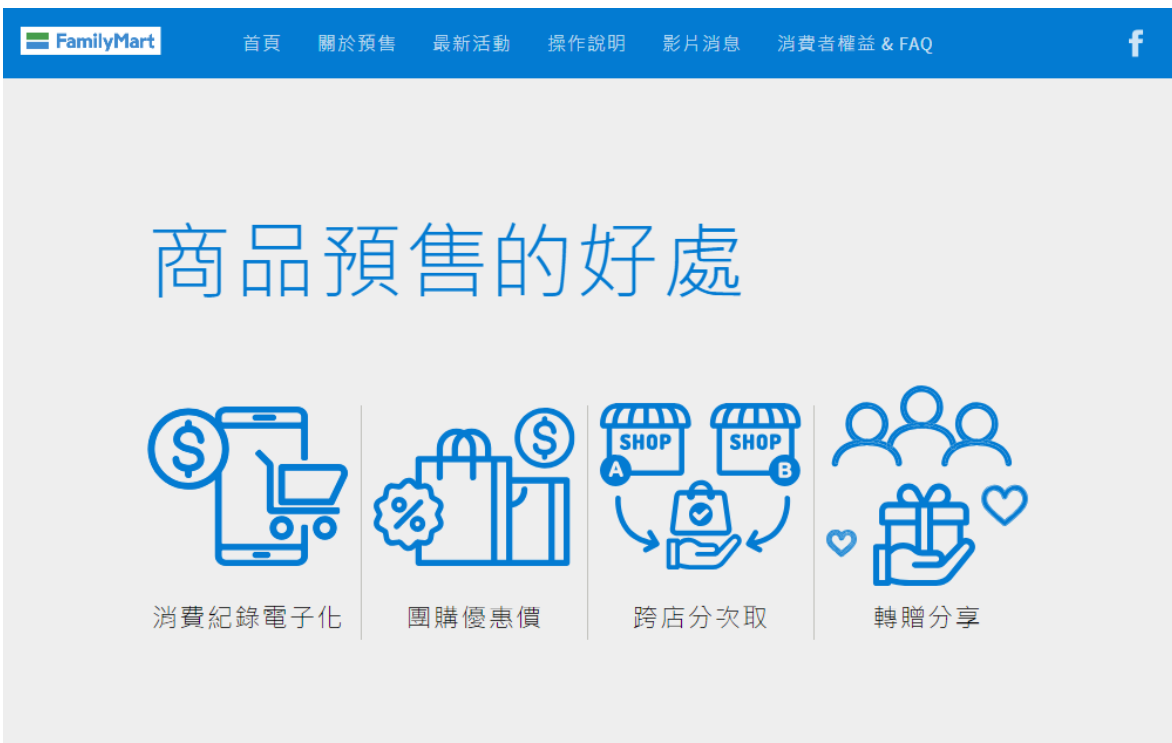 FamilyMart 首頁 關於預售 最新活動 操作說明 影片消息 消費者權益 & FAQ f
商品預售的好處
$ % $ SHOP SHOP
A B
消費紀錄電子化 團購優惠價 跨店分次取 轉贈分享